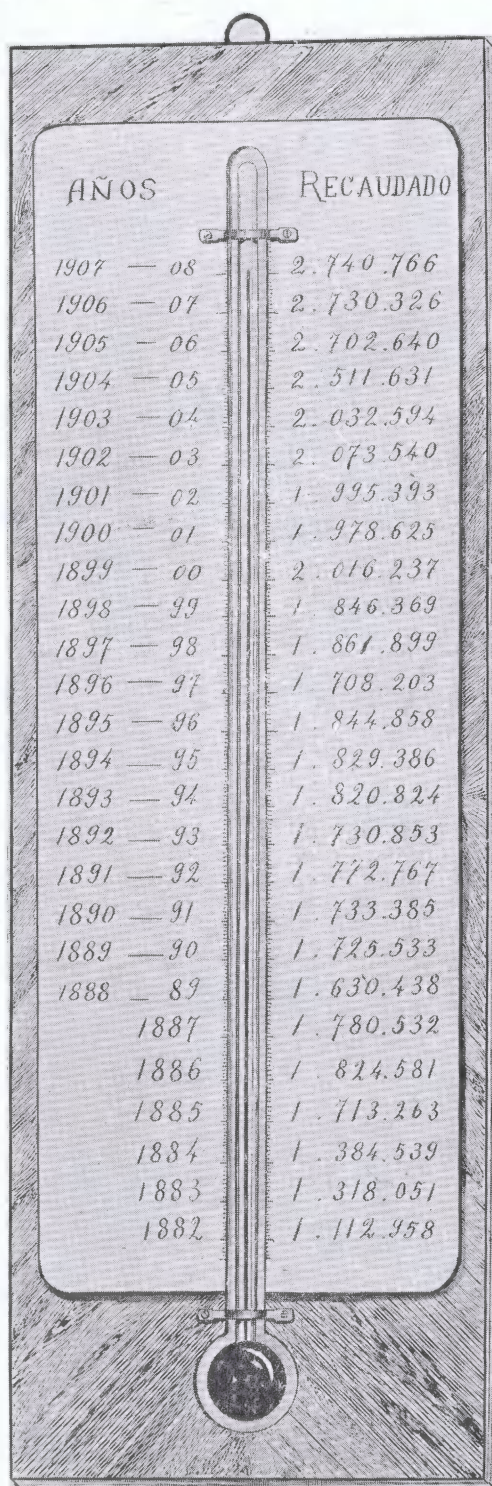 AÑOS RECAUDADO
1907 — 08 2.740.766
1906 — 07 2.730.326
1905 — 06 2.702.640
1904 — 05 2.511.631
1903 — 04 2.032.594
1902 — 03 2.073.540
1901 — 02 1.995.393
1900 — 01 1.978.625
1899 — 00 2.016.237
1898 — 99 1.846.369
1897 — 98 1.861.899
1896 — 97 1.708.203
1895 — 96 1.844.858
1894 — 95 1.829.386
1893 — 94 1.820.824
1892 — 93 1.730.853
1891 — 92 1.772.767
1890 — 91 1.733.385
1889 — 90 1.725.533
1888 — 89 1.630.438
1887 1.780.532
1886 1 824.581
1885 1.713.263
1884 1.384.539
1883 1.318.051
1882 1.112.958